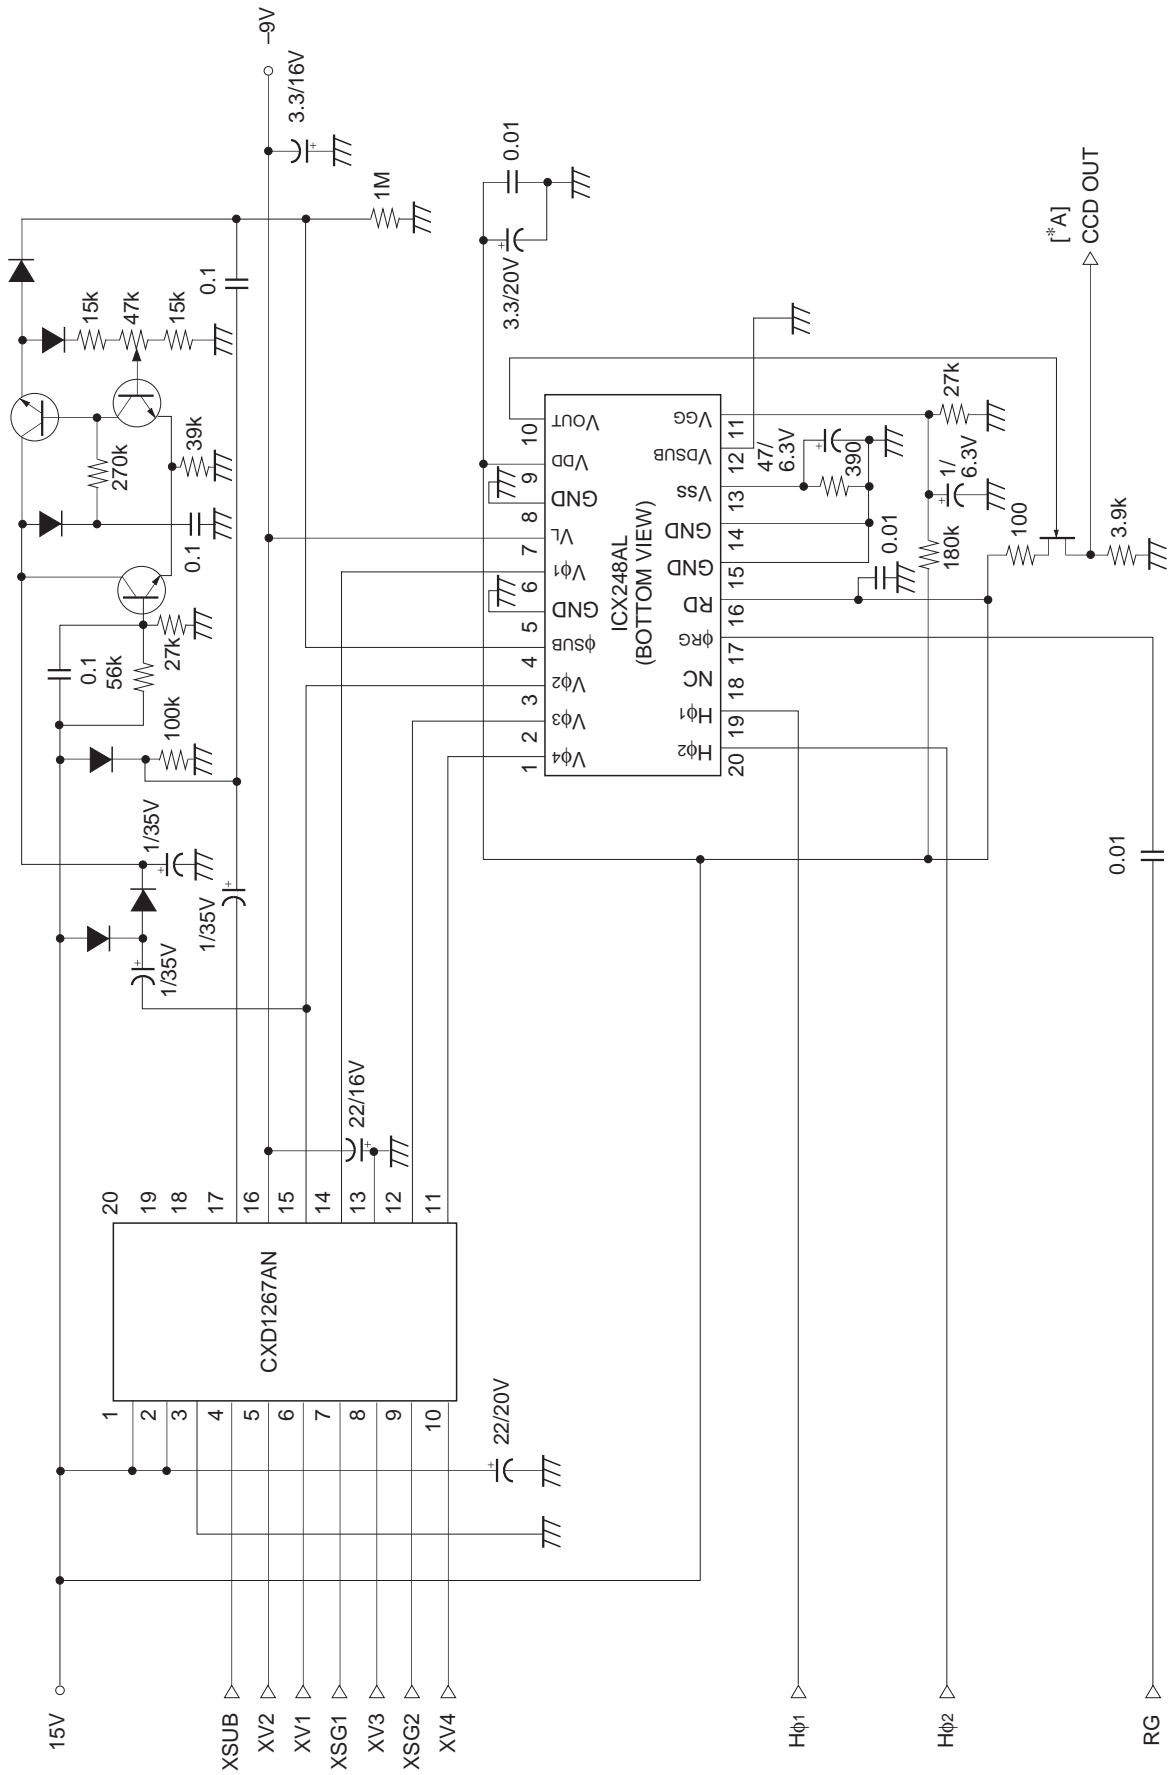 15V
XSUB
XV2
XV1
XSG1
XV3
XSG2
XV4
Hϕ1
Hϕ2
RG
22/20V
1
2
3
4
5
6
7
8
9
10
CXD1267AN
20
19
18
17
16
15
14
13
12
11
22/16V
1/35V
1/35V
1/35V
100k
56k
0.1
27k
0.1
270k
39k
15k
47k
15k
0.1
1M
–9V
3.3/16V
3.3/20V
0.01
1
2
3
4
5
6
7
8
9
10
Vϕ4
Vϕ3
Vϕ2
ϕSUB
GND
Vϕ1
VL
GND
VDD
VOUT
ICX248AL
(BOTTOM VIEW)
Hϕ2
Hϕ1
NC
ϕRG
RD
GND
GND
VSS
VDSUB
VGG
20
19
18
17
16
15
14
13
12
11
47/
6.3V
390
0.01
180k
1/
6.3V
27k
100
3.9k
0.01
[*A]
CCD OUT